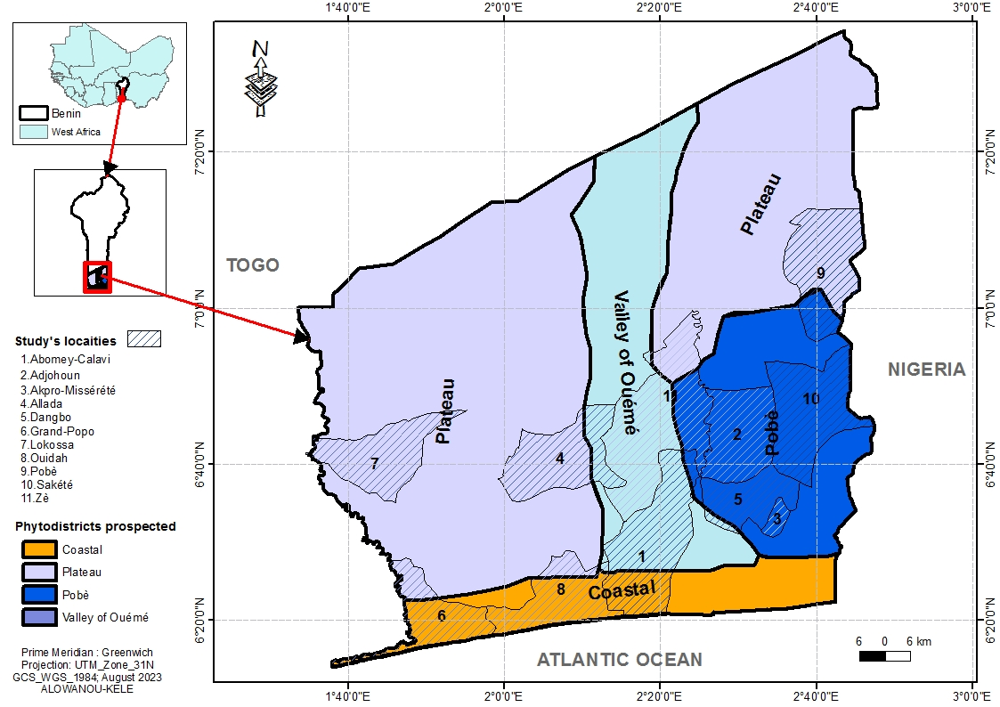 1°40'0"E 2°0'0"E 2°20'0"E 2°40'0"E 3°0'0"E
N
Benin
West Africa
7°20'0"N 7°20'0"N
Plateau
TOGO
9
7°0'0"N 7°0'0"N
Valley of Ouémé
NIGERIA
Study's locaities
1.Abomey-Calavi
2.Adjohoun
3.Akpro-Missérété
4.Allada
5.Dangbo
6.Grand-Popo
7.Lokossa
8.Ouidah
9.Pobè
10.Sakété
11.Zè
Plateau
1
10
Pobè
2
4
7
6°40'0"N 6°40'0"N
5
3
Phytodistricts prospected
Coastal
Plateau
Pobè
Valley of Ouémé
1
8
Coastal
6
6°20'0"N 6°20'0"N
6 0 6 km
ATLANTIC OCEAN
Prime Meridian : Greenwich
Projection: UTM_Zone_31N
GCS_WGS_1984; August 2023
ALOWANOU-KELE
1°40'0"E 2°0'0"E 2°20'0"E 2°40'0"E 3°0'0"E